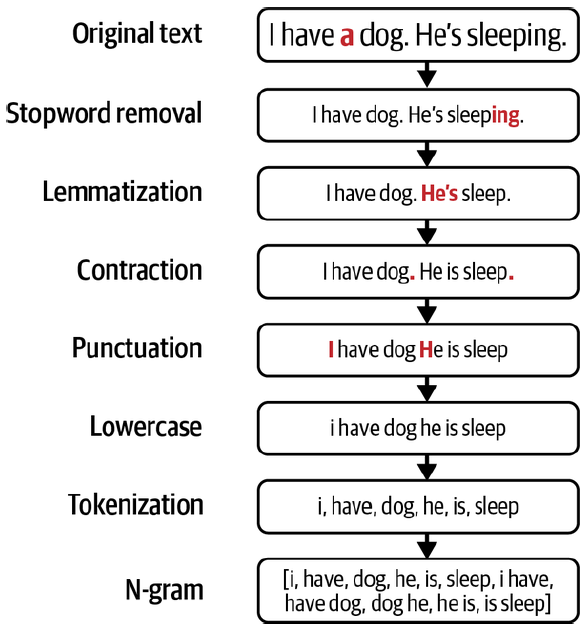 Original text
I have a dog. He's sleeping.
Stopword removal
I have dog. He's sleeping.
Lemmatization
I have dog. He's sleep.
Contraction
I have dog. He is sleep.
Punctuation
I have dog He is sleep
Lowercase
i have dog he is sleep
Tokenization
i, have, dog, he, is, sleep
N-gram
[i, have, dog, he, is, sleep, i have,
have dog, dog he, he is, is sleep]